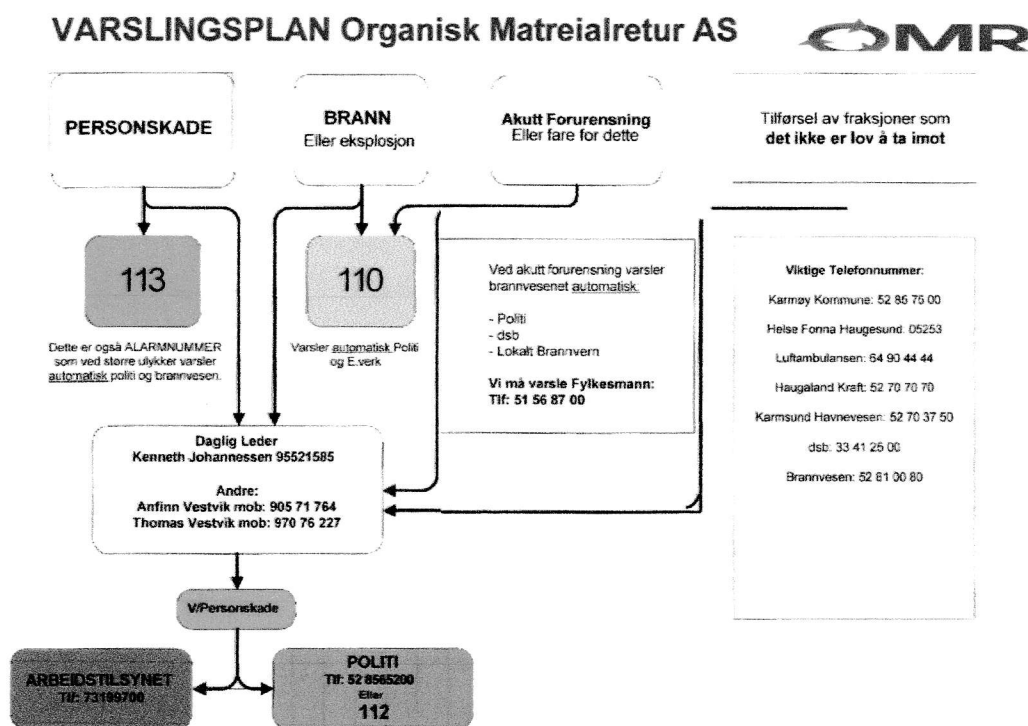 VARSLINGSPLAN Organisk Matreialretur AS
OMR
PERSONSKADE
BRANN
Eller eksplosjon
Akutt Forurensning
Eller fare for dette
Tilførsel av fraksjoner som
det ikke er lov å ta imot
113
Dette er også ALARMNUMMER
som ved større ulykker varsler
automatisk politi og brannvesen.
110
Varsler automatisk Politi
og E.verk
Ved akutt forurensning varsler
brannvesenet automatisk
- Politi
- dsb
- Lokalt Brannvern
Vi må varsle Fylkesmann:
Tlf: 51 56 87 00
Viktige Telefonnummer:
Karmøy Kommune: 52 85 75 00
Helse Fonna Haugesund: 05253
Luftambulansen: 64 90 44 44
Haugaland Kraft: 52 70 70 70
Karmsund Havnevesen: 52 70 37 50
dsb: 33 41 25 00
Brannvesen: 52 81 00 80
Daglig Leder
Kenneth Johannessen 95521585
Andre:
Anfinn Vestvik mob: 905 71 764
Thomas Vestvik mob: 970 76 227
V/Personskade
ARBEIDSTILSYNET
Tlf: 73199700
POLITI
Tlf: 52 8565200
Eller
112